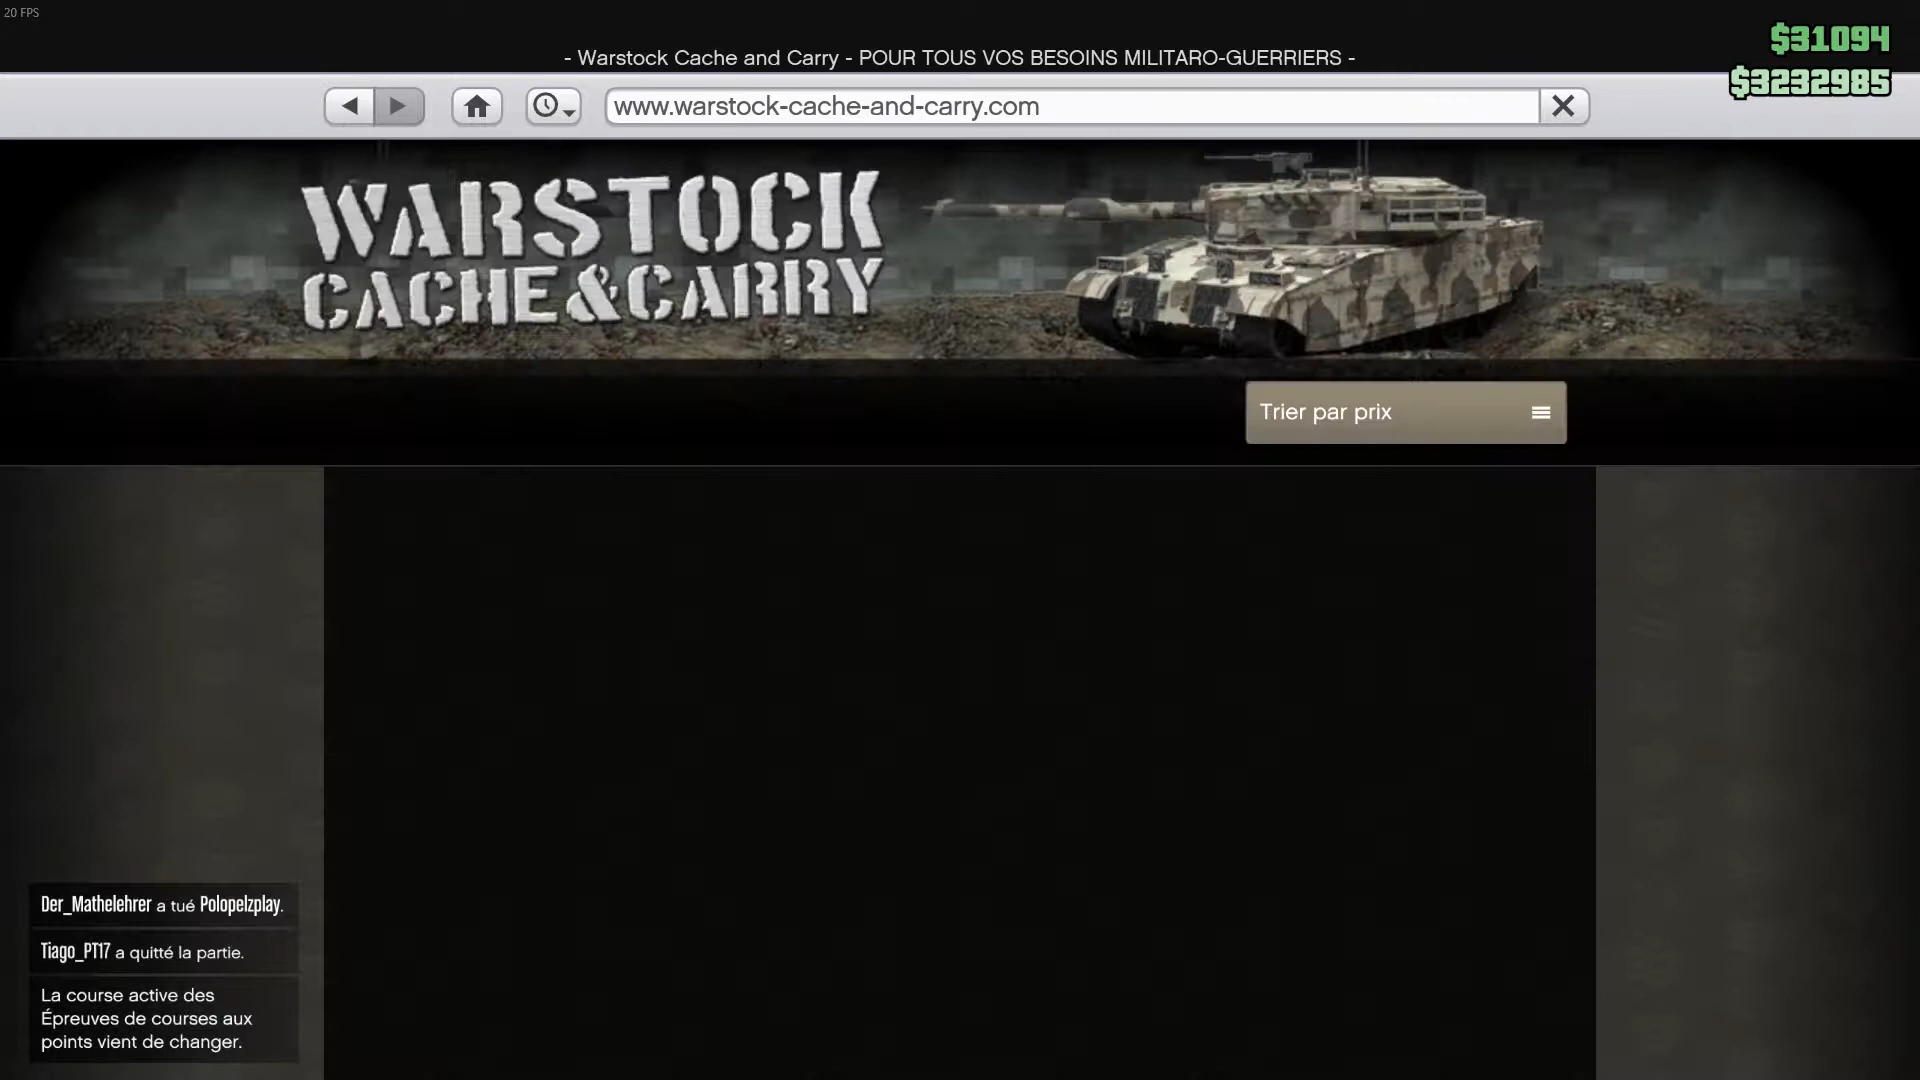 20 FPS
$31094
- Warstock Cache and Carry - POUR TOUS VOS BESOINS MILITARO-GUERRIERS -
$3232985
www.warstock-cache-and-carry.com
WARSTOCK
CACHE & CARRY
Trier par prix
Der_Mathelehrer a tué Polopelzplay.
Tiago_PT17 a quitté la partie.
La course active des
Épreuves de courses aux
points vient de changer.